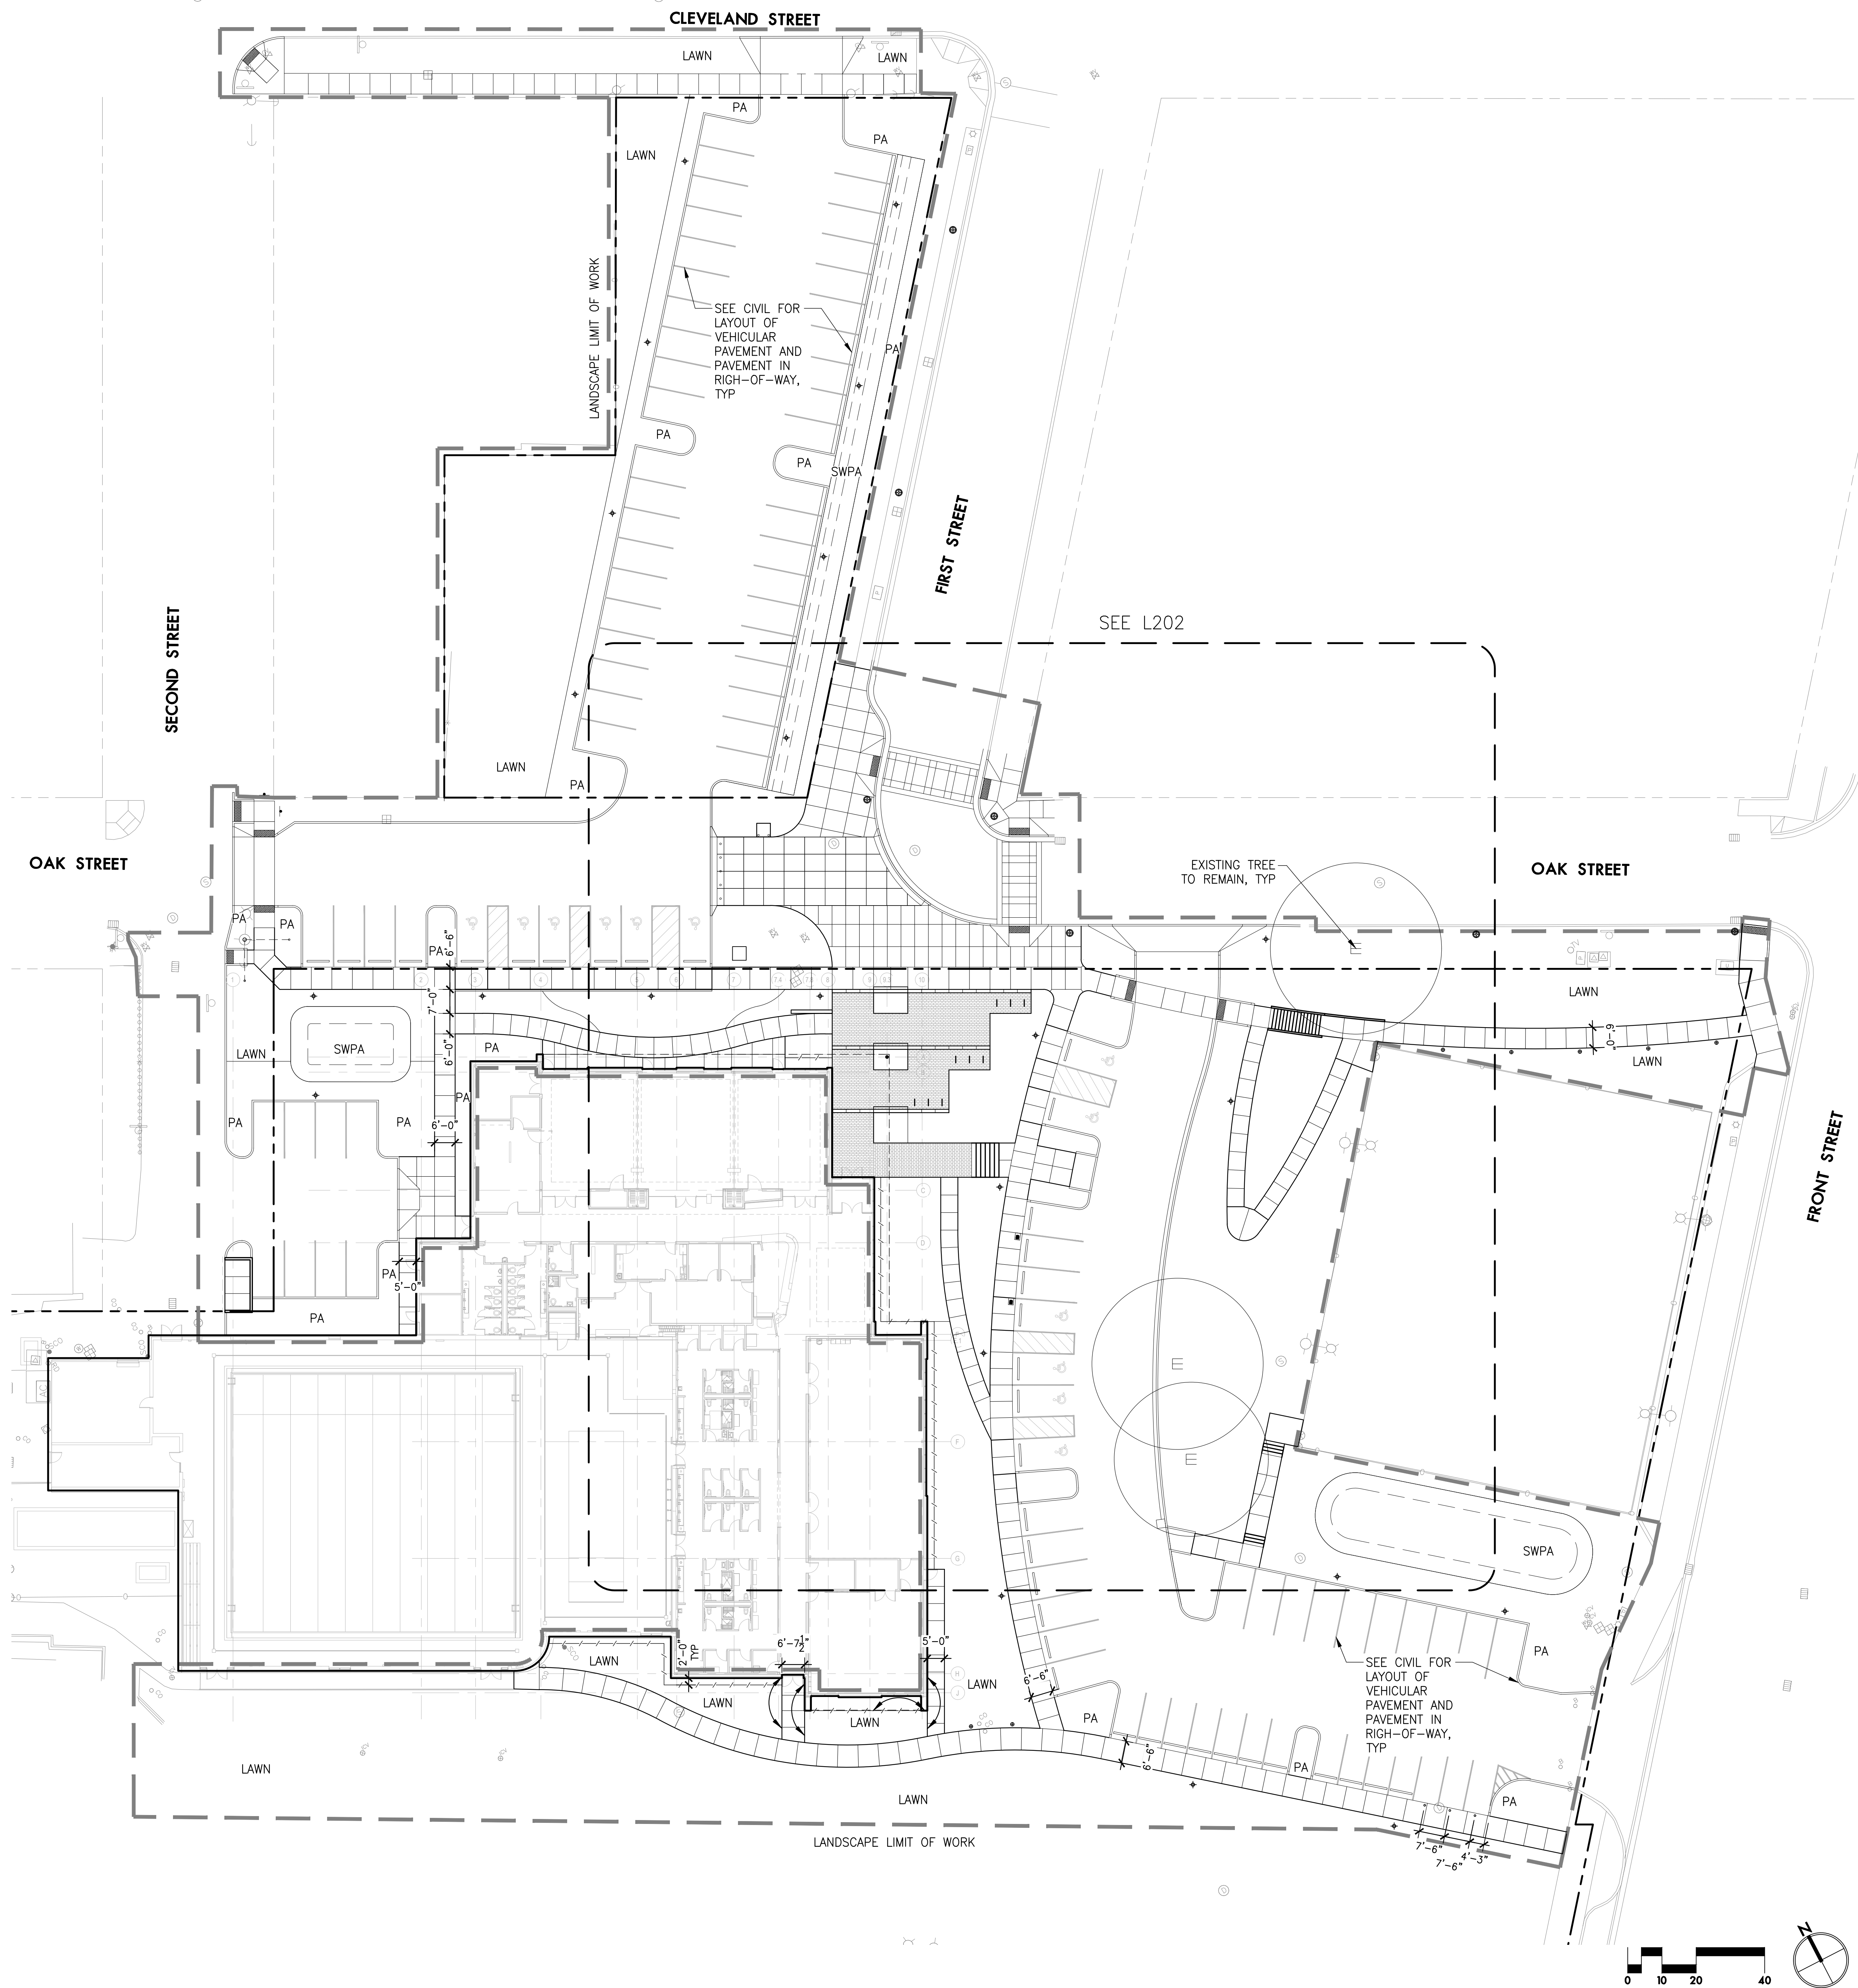 CLEVELAND STREET
LAWN
LAWN
PA
PA
LAWN
LANDSCAPE LIMIT OF WORK
SEE CIVIL FOR
LAYOUT OF
VEHICULAR
PAVEMENT AND
PAVEMENT IN
RIGH-OF-WAY,
TYP
PA
PA
PA
SWPA
FIRST STREET
SECOND STREET
SEE L202
LAWN
PA
OAK STREET
EXISTING TREE
TO REMAIN, TYP
OAK STREET
PA
PA
PA
6'-6"
E
7'-0"
LAWN
6'-0"
LAWN
SWPA
LAWN
PA
6'-0"
PA
PA
PA
6'-0"
FRONT STREET
C
D
PA
5'-0"
PA
E
F
E
G
SWPA
LAWN
2'-0"
TYP
6'-7 1/2"
5'-0"
H
J
LAWN
LAWN
LAWN
6'-6"
PA
PA
SEE CIVIL FOR
LAYOUT OF
VEHICULAR
PAVEMENT AND
PAVEMENT IN
RIGH-OF-WAY,
TYP
6'-6"
PA
PA
LAWN
LAWN
LANDSCAPE LIMIT OF WORK
7'-6"
7'-6"
4'-3"
N
0 10 20 40